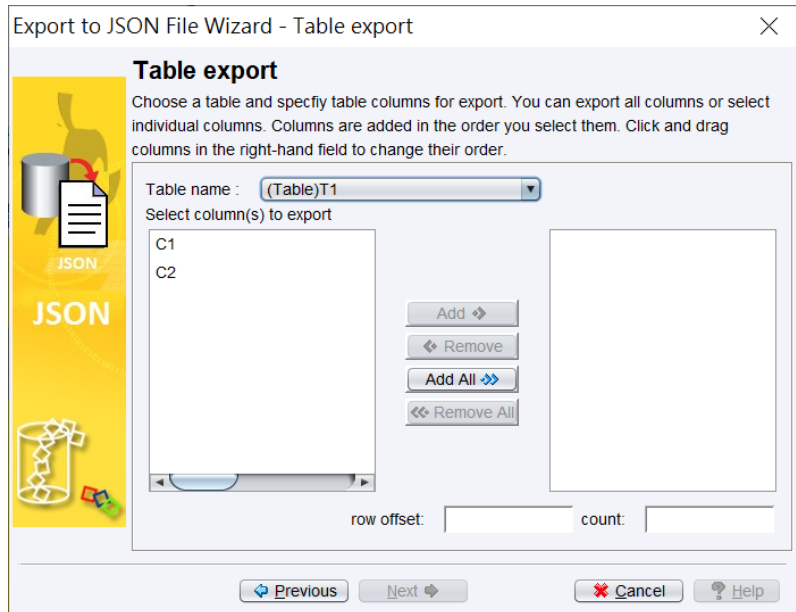 Export to JSON File Wizard - Table export
Table export
Choose a table and specfiy table columns for export. You can export all columns or select
individual columns. Columns are added in the order you select them. Click and drag
columns in the right-hand field to change their order.
Table name : (Table)T1
Select column(s) to export
C1
C2
JSON
JSON
Add
Remove
Add All
Remove All
row offset: count:
Previous Next Cancel Help